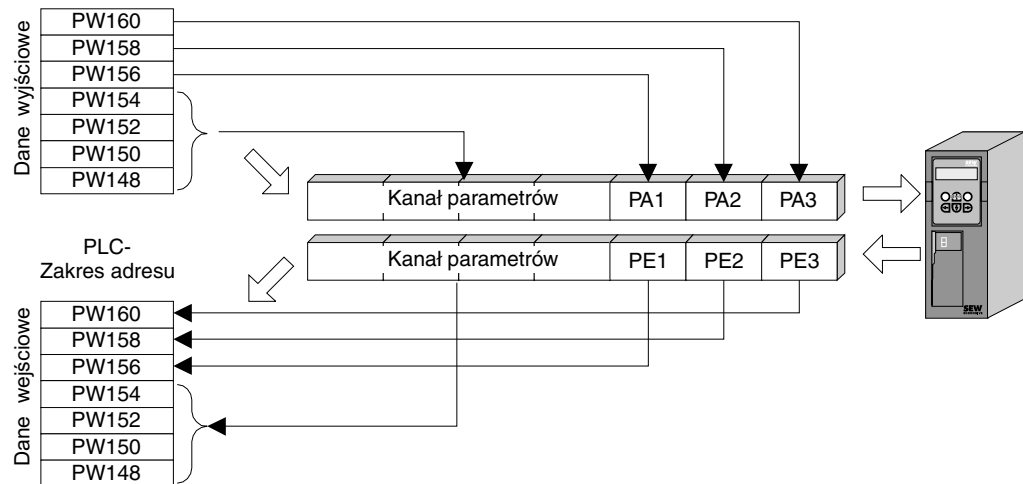 Dane wyjściowe
PW160
PW158
PW156
PW154
PW152
PW150
PW148
Kanał parametrów
PA1
PA2
PA3
PLC-
Zakres adresu
Kanał parametrów
PE1
PE2
PE3
Dane wejściowe
PW160
PW158
PW156
PW154
PW152
PW150
PW148
SEW